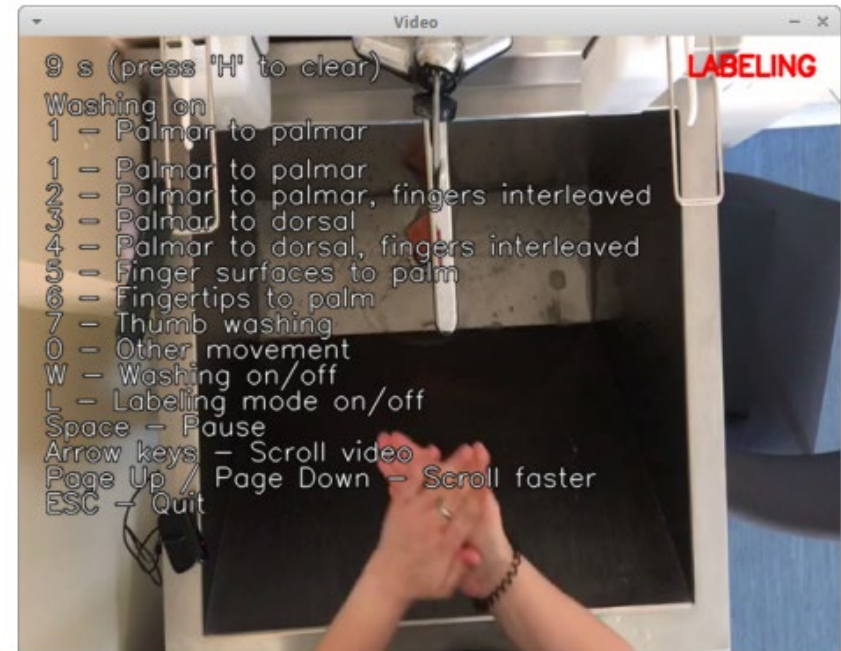 Video
9 s (press 'H' to clear)
LABELING
Washing on
1 - Palmar to palmar
1 - Palmar to palmar
2 - Palmar to palmar, fingers interleaved
3 - Palmar to dorsal
4 - Palmar to dorsal, fingers interleaved
5 - Finger surfaces to palm
6 - Fingertips to palm
7 - Thumb washing
0 - Other movement
W - Washing on/off
L - Labeling mode on/off
Space - Pause
Arrow keys - Scroll video
Page Up / Page Down - Scroll faster
ESC - Quit